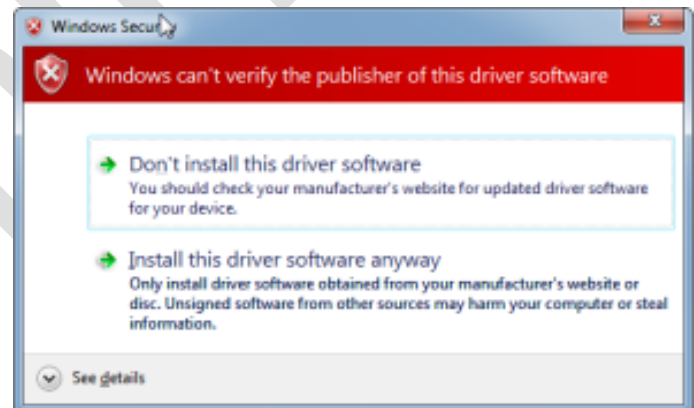 Windows Security
Windows can't verify the publisher of this driver software
Don't install this driver software
You should check your manufacturer's website for updated driver software
for your device.
Install this driver software anyway
Only install driver software obtained from your manufacturer's website or
disc. Unsigned software from other sources may harm your computer or steal
information.
See details